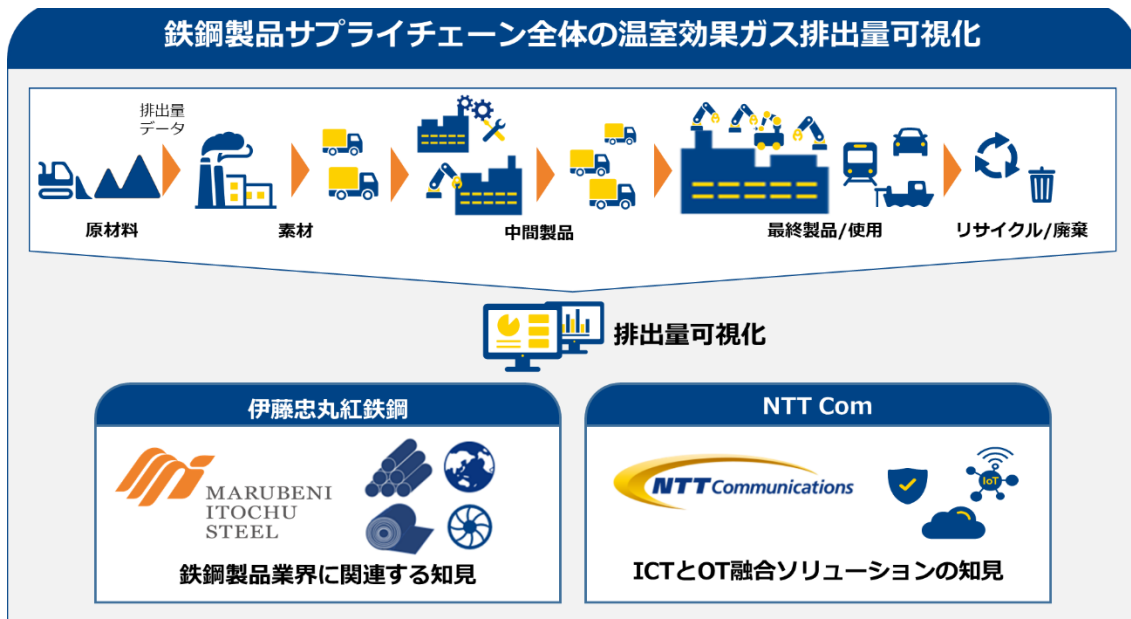 鉄鋼製品サプライチェーン全体の温室効果ガス排出量可視化
排出量
データ
原材料
素材
中間製品
最終製品/使用
リサイクル/廃棄
排出量可視化
伊藤忠丸紅鉄鋼
MARUBENI
ITOCHU
STEEL
鉄鋼製品業界に関連する知見
NTT Com
NTT Communications
IoT
ICTとOT融合ソリューションの知見